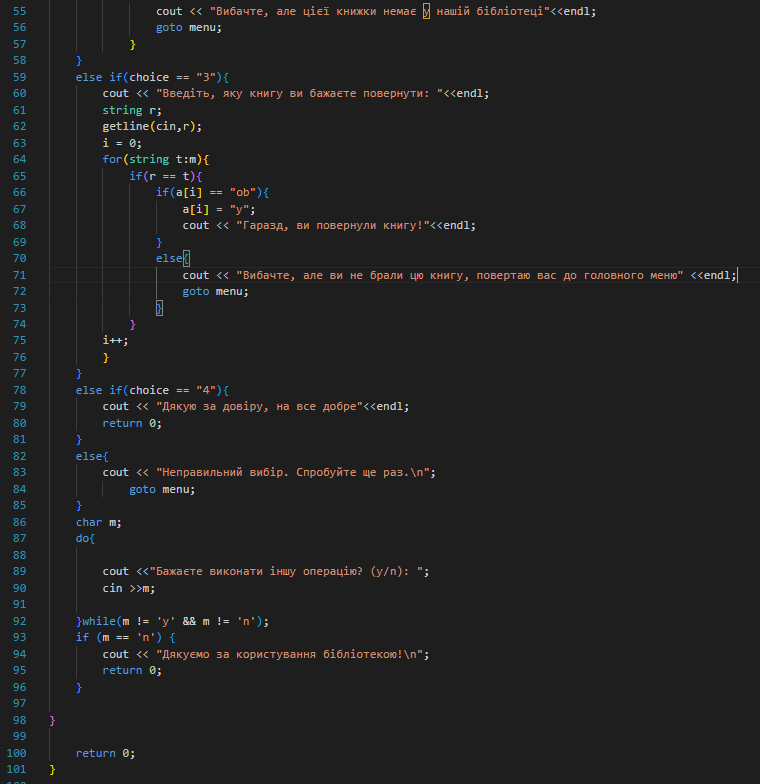 55 cout << "Вибачте, але цієї книжки немає у нашій бібліотеці"<<endl;
56 goto menu;
57 }
58 }
59 else if(choice == "3"){
60 cout << "Введіть, яку книгу ви бажаєте повернути: "<<endl;
61 string r;
62 getline(cin,r);
63 i = 0;
64 for(string t:m){
65 if(r == t){
66 if(a[i] == "ob"){
67 a[i] = "y";
68 cout << "Гаразд, ви повернули книгу!"<<endl;
69 }
70 else{
71 cout << "Вибачте, але ви не брали цю книгу, повертаю вас до головного меню" <<endl;
72 goto menu;
73 }
74 }
75 i++;
76 }
77 }
78 else if(choice == "4"){
79 cout << "Дякую за довіру, на все добре"<<endl;
80 return 0;
81 }
82 else{
83 cout << "Неправильний вибір. Спробуйте ще раз.\n";
84 goto menu;
85 }
86 char m;
87 do{
88
89 cout <<"Бажаєте виконати іншу операцію? (y/n): ";
90 cin >>m;
91
92 }while(m != 'y' && m != 'n');
93 if (m == 'n') {
94 cout << "Дякуємо за користування бібліотекою!\n";
95 return 0;
96 }
97
98 }
99
100 return 0;
101 }